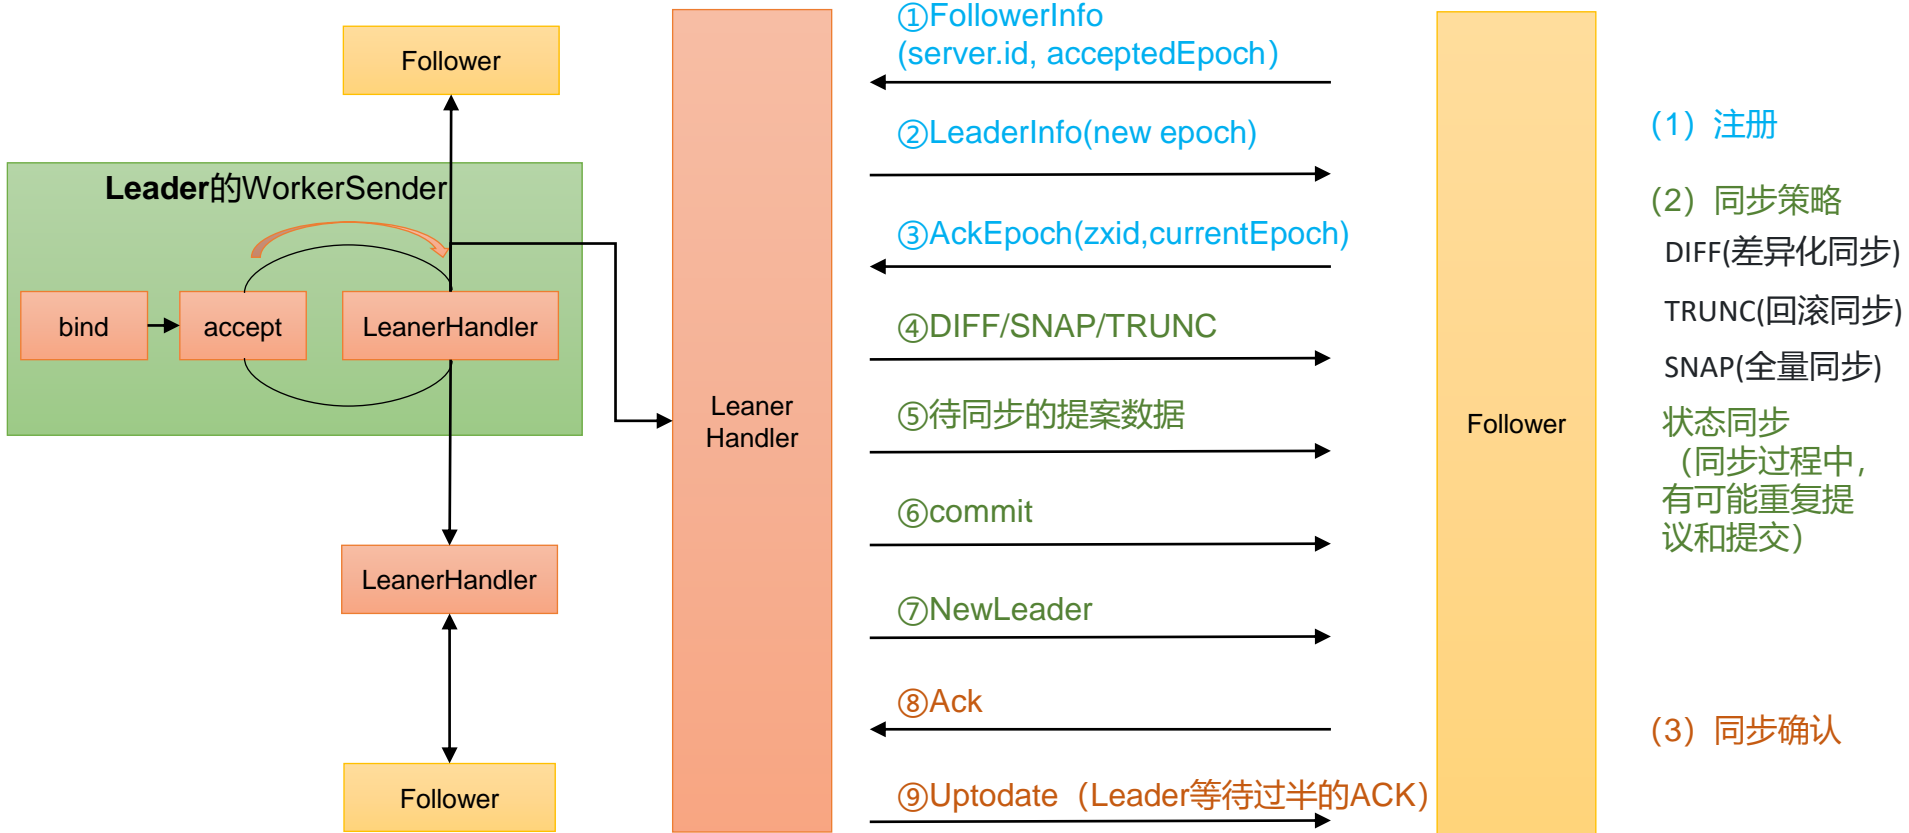 Follower
Leader的WorkerSender
bind
accept
LeanerHandler
LeanerHandler
Follower
Leaner
Handler
①FollowerInfo
(server.id, acceptedEpoch）
②LeaderInfo(new epoch)
③AckEpoch(zxid,currentEpoch)
④DIFF/SNAP/TRUNC
⑤待同步的提案数据
⑥commit
⑦NewLeader
⑧Ack
⑨Uptodate（Leader等待过半的ACK）
Follower
（1）注册
（2）同步策略
DIFF(差异化同步)
TRUNC(回滚同步)
SNAP(全量同步)
状态同步
（同步过程中，
有可能重复提
议和提交）
（3）同步确认